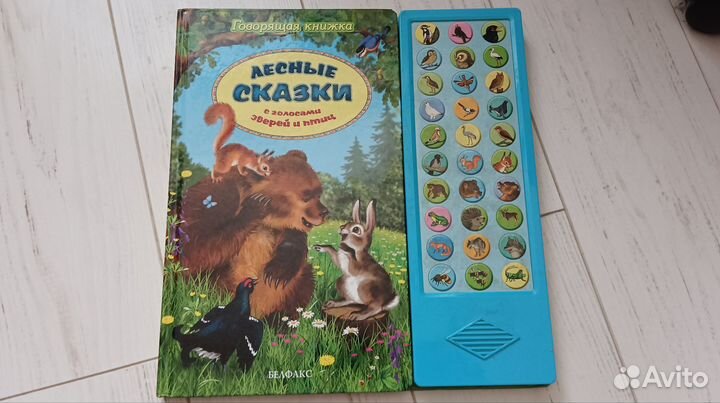 Говорящая книжка
ЛЕСНЫЕ
СКАЗКИ
с голосами
зверей и птиц
БЕЛФАКС
Avito